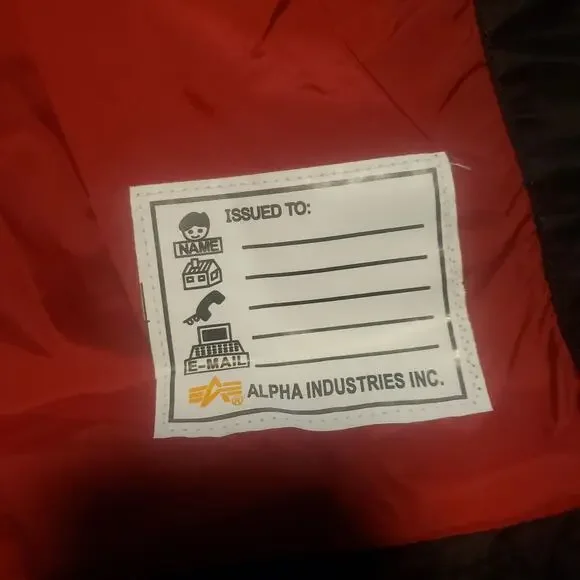 ISSUED TO:
NAME
E-MAIL
ALPHA INDUSTRIES INC.